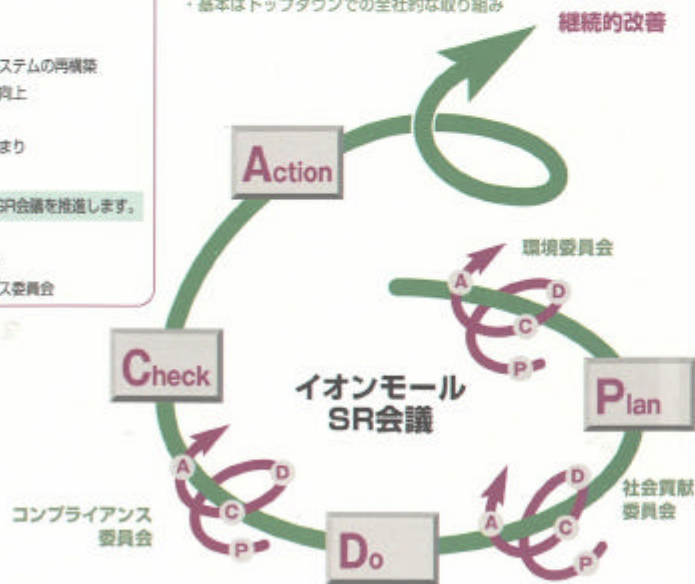 ・基本はトップダウンでの全社的な取り組み
継続的改善
ステムの再構築
向上
まり
SR会議を推進します。
ス委員会
Action
環境委員会
A
D
C
P
Check
イオンモール
SR会議
Plan
A
D
C
P
コンプライアンス
委員会
Do
A
D
C
P
社会貢献
委員会